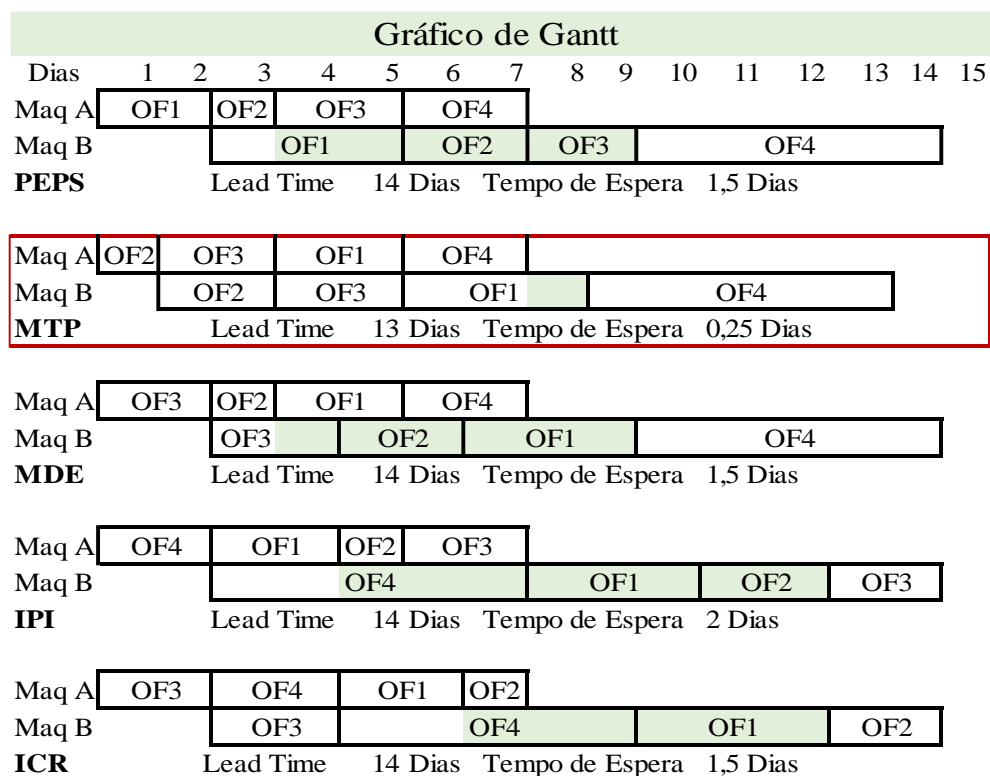 Gráfico de Gantt
Dias 1 2 3 4 5 6 7 8 9 10 11 12 13 14 15
Maq A OF1 OF2 OF3 OF4
Maq B OF1 OF2 OF3 OF4
PEPS Lead Time 14 Dias Tempo de Espera 1,5 Dias
Maq A OF2 OF3 OF1 OF4
Maq B OF2 OF3 OF1 OF4
MTP Lead Time 13 Dias Tempo de Espera 0,25 Dias
Maq A OF3 OF2 OF1 OF4
Maq B OF3 OF2 OF1 OF4
MDE Lead Time 14 Dias Tempo de Espera 1,5 Dias
Maq A OF4 OF1 OF2 OF3
Maq B OF4 OF1 OF2 OF3
IPI Lead Time 14 Dias Tempo de Espera 2 Dias
Maq A OF3 OF4 OF1 OF2
Maq B OF3 OF4 OF1 OF2
ICR Lead Time 14 Dias Tempo de Espera 1,5 Dias